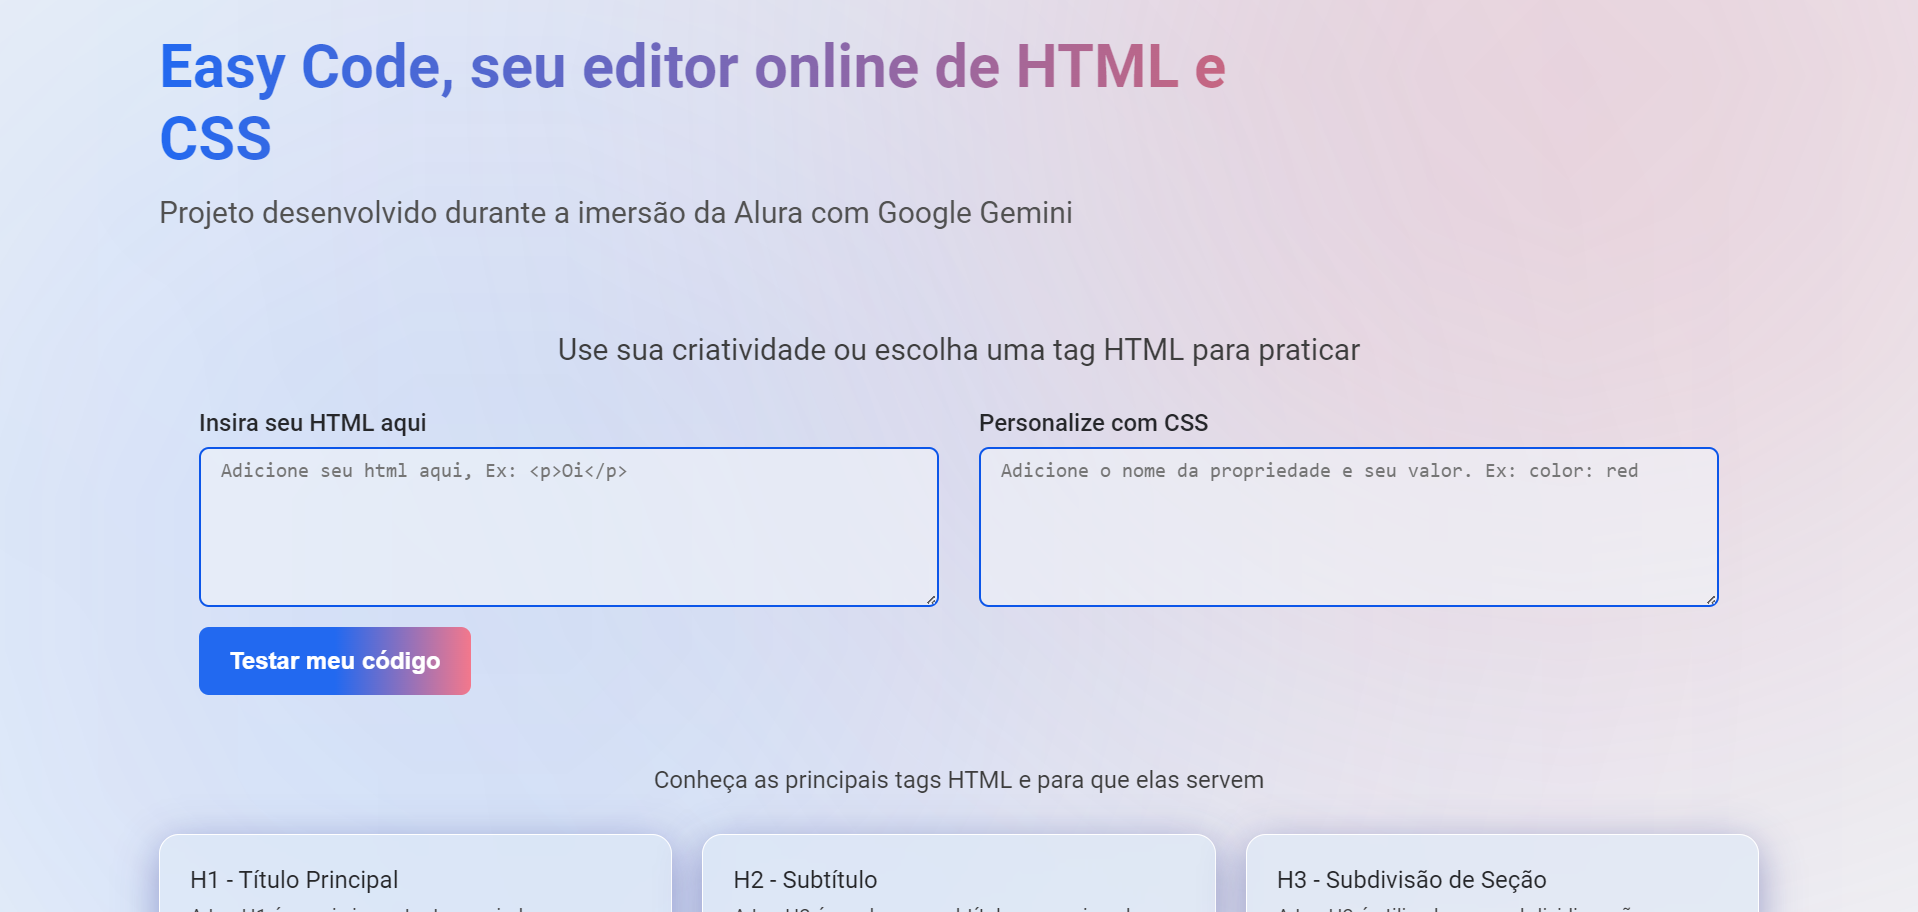 Easy Code, seu editor online de HTML e
CSS
Projeto desenvolvido durante a imersão da Alura com Google Gemini
Use sua criatividade ou escolha uma tag HTML para praticar
Insira seu HTML aqui
Personalize com CSS
Adicione seu html aqui, Ex: <p>Oi</p>
Adicione o nome da propriedade e seu valor. Ex: color: red
Testar meu código
Conheça as principais tags HTML e para que elas servem
H1 - Título Principal
H2 - Subtítulo
H3 - Subdivisão de Seção